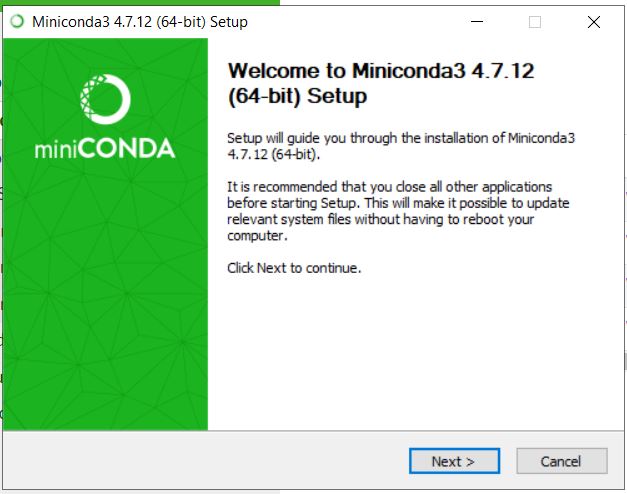 Miniconda3 4.7.12 (64-bit) Setup
miniCONDA
Welcome to Miniconda3 4.7.12
(64-bit) Setup
Setup will guide you through the installation of Miniconda3
4.7.12 (64-bit).
It is recommended that you close all other applications
before starting Setup. This will make it possible to update
relevant system files without having to reboot your
computer.
Click Next to continue.
Next >
Cancel